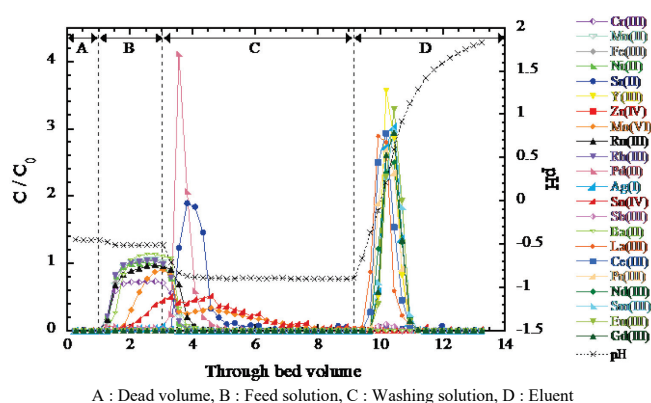 A B C D
4
3
2
1
0
C / C0
0 2 4 6 8 10 12 14
Through bed volume
2
1.5
1
0.5
0
-0.5
-1
-1.5
pH
Cr(III)
Mn(II)
Fe(III)
Ni(II)
Sr(II)
Y(III)
Zr(IV)
Mo(VI)
Ru(III)
Rh(III)
Pd(II)
Ag(I)
Sn(IV)
Sb(III)
Ba(II)
La(III)
Ce(III)
Pr(III)
Nd(III)
Sm(III)
Eu(III)
Gd(III)
pH
A : Dead volume, B : Feed solution, C : Washing solution, D : Eluent